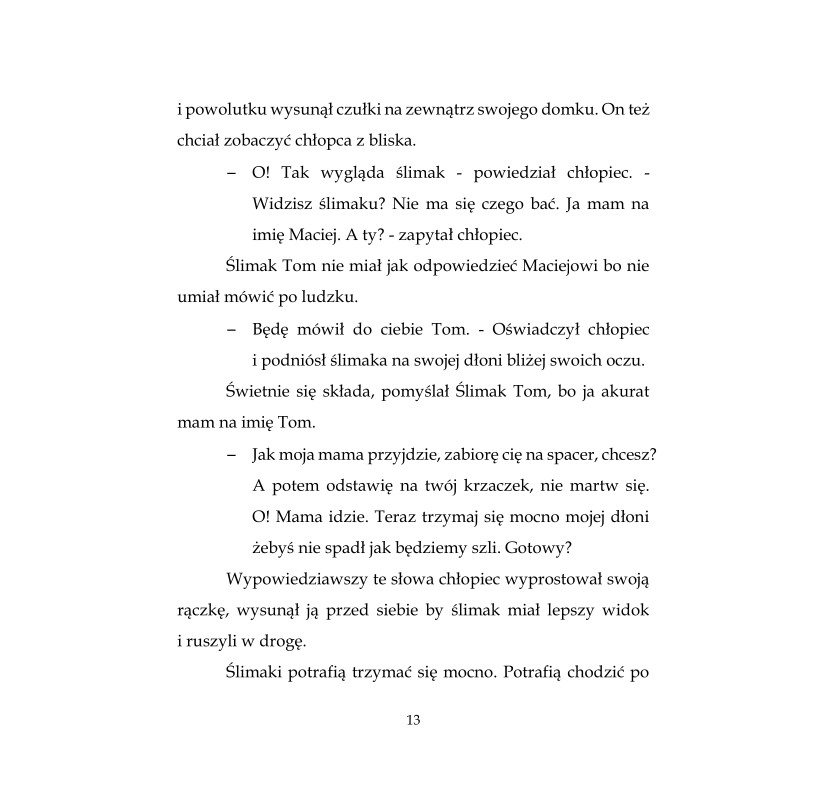 i powolutku wysunął czułki na zewnątrz swojego domku. On też
chciał zobaczyć chłopca z bliska.
– O! Tak wygląda ślimak - powiedział chłopiec. -
Widzisz ślimaku? Nie ma się czego bać. Ja mam na
imię Maciej. A ty? - zapytał chłopiec.
Ślimak Tom nie miał jak odpowiedzieć Maciejowi bo nie
umiał mówić po ludzku.
– Będę mówił do ciebie Tom. - Oświadczył chłopiec
i podniósł ślimaka na swojej dłoni bliżej swoich oczu.
Świetnie się składa, pomyślał Ślimak Tom, bo ja akurat
mam na imię Tom.
– Jak moja mama przyjdzie, zabiorę cię na spacer, chcesz?
A potem odstawię na twój krzaczek, nie martw się.
O! Mama idzie. Teraz trzymaj się mocno mojej dłoni
żebyś nie spadł jak będziemy szli. Gotowy?
Wypowiedziawszy te słowa chłopiec wyprostował swoją
rączkę, wysunął ją przed siebie by ślimak miał lepszy widok
i ruszyli w drogę.
Ślimaki potrafią trzymać się mocno. Potrafią chodzić po
13